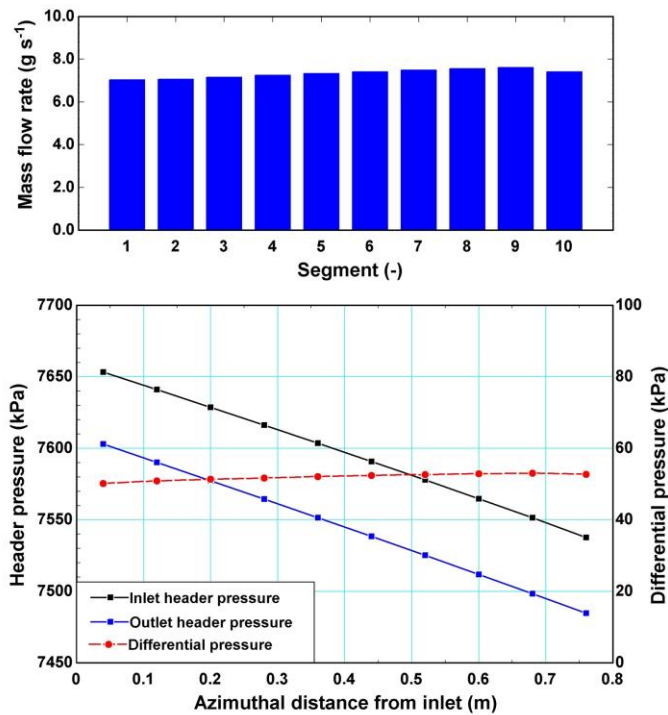 10.0
8.0
6.0
4.0
2.0
0.0
Mass flow rate (g s⁻¹)
1 2 3 4 5 6 7 8 9 10
Segment (-)
7700
7650
7600
7550
7500
7450
Header pressure (kPa)
100
80
60
40
20
0
Differential pressure (kPa)
Inlet header pressure
Outlet header pressure
Differential pressure
0 0.1 0.2 0.3 0.4 0.5 0.6 0.7 0.8
Azimuthal distance from inlet (m)